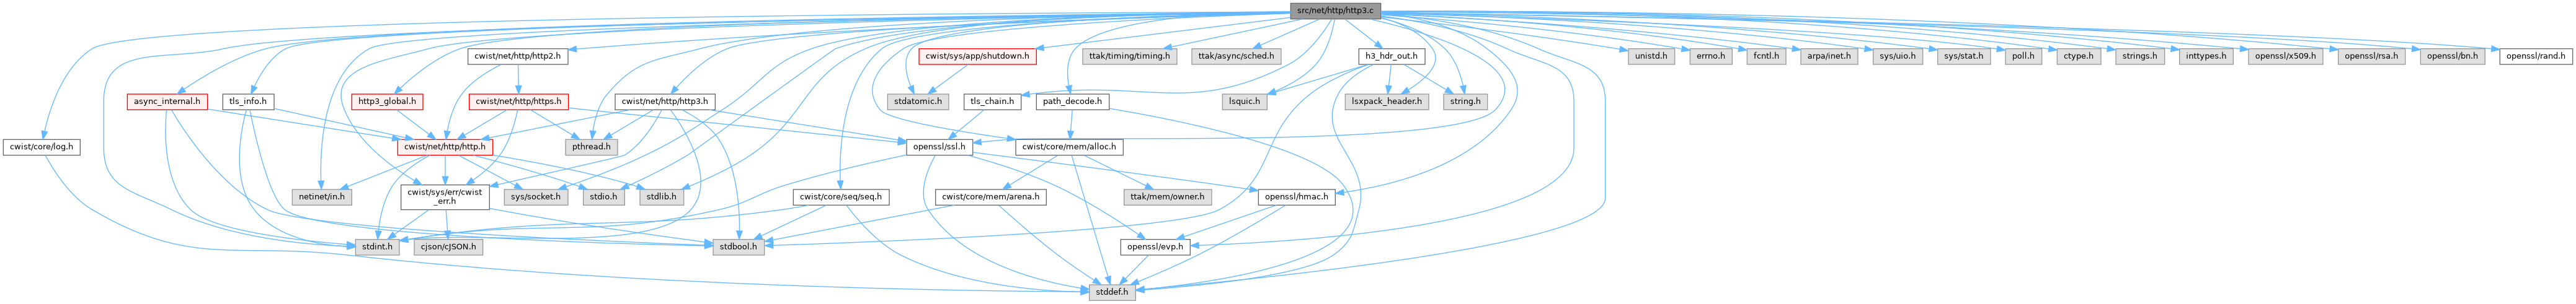 src/net/http/http3.c
cwist/net/http/http2.h
cwist/sys/app/shutdown.h
ttak/timing/timing.h
ttak/async/sched.h
h3_hdr_out.h
unistd.h
errno.h
fcntl.h
arpa/inet.h
sys/uio.h
sys/stat.h
poll.h
ctype.h
strings.h
inttypes.h
openssl/x509.h
openssl/rsa.h
openssl/bn.h
openssl/rand.h
async_internal.h
tls_info.h
http3_global.h
cwist/net/http/https.h
cwist/net/http/http3.h
stdatomic.h
tls_chain.h
path_decode.h
lsquic.h
lsxpack_header.h
string.h
cwist/core/log.h
cwist/net/http/http.h
pthread.h
openssl/ssl.h
cwist/core/mem/alloc.h
netinet/in.h
cwist/sys/err/cwist
_err.h
sys/socket.h
stdio.h
stdlib.h
cwist/core/seq/seq.h
cwist/core/mem/arena.h
ttak/mem/owner.h
openssl/hmac.h
stdint.h
cjson/cJSON.h
stdbool.h
openssl/evp.h
stddef.h